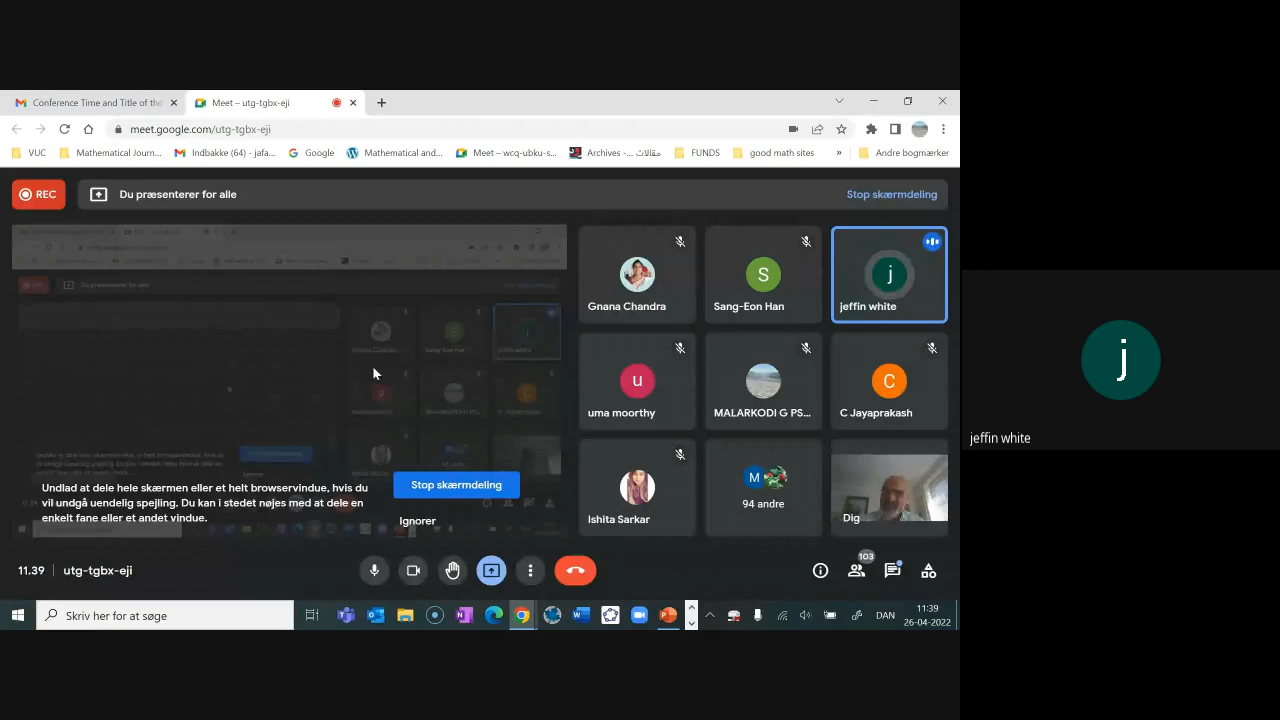 Conference Time and Title of the
Meet – utg-tgbx-eji
meet.google.com/utg-tgbx-eji
VUC
Mathematical Journ...
Indbakke (64) - jafa...
Google
Mathematical and...
Meet – wcq-ubku-s...
Archives -... مقالات
FUNDS
good math sites
»
Andre bogmærker
REC
Du præsenterer for alle
Stop skærmdeling
Gnana Chandra
S
Sang-Eon Han
j
jeffin white
u
uma moorthy
MALARKODI G PS...
C
C Jayaprakash
Ishita Sarkar
M
94 andre
Dig
Undlad at dele hele skærmen eller et helt browservindue, hvis du
vil undgå uendelig spejling. Du kan i stedet nøjes med at dele en
enkelt fane eller et andet vindue.
Stop skærmdeling
Ignorer
11.39
utg-tgbx-eji
103
Skriv her for at søge
DAN
11:39
26-04-2022
j
jeffin white